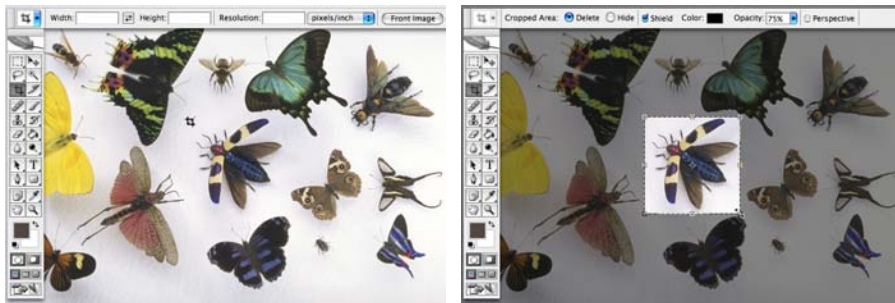 Width: Height: Resolution: pixels/inch Front Image
Cropped Area: Delete Hide Shield Color: Opacity: 75% Perspective
T
T